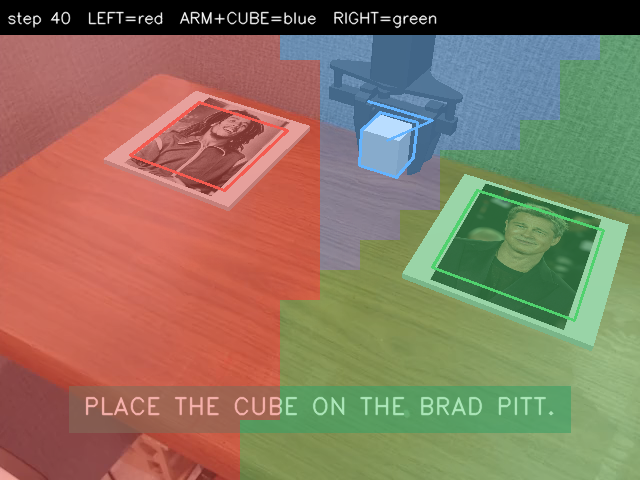 step 40 LEFT=red ARM+CUBE=blue RIGHT=green
PLACE THE CUBE ON THE BRAD PITT.